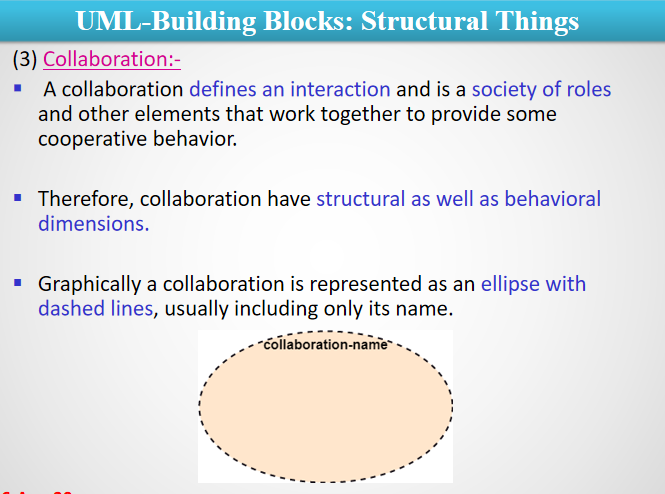 UML-Building Blocks: Structural Things
(3) Collaboration:-
▪ A collaboration defines an interaction and is a society of roles
and other elements that work together to provide some
cooperative behavior.
▪ Therefore, collaboration have structural as well as behavioral
dimensions.
▪ Graphically a collaboration is represented as an ellipse with
dashed lines, usually including only its name.
collaboration-name